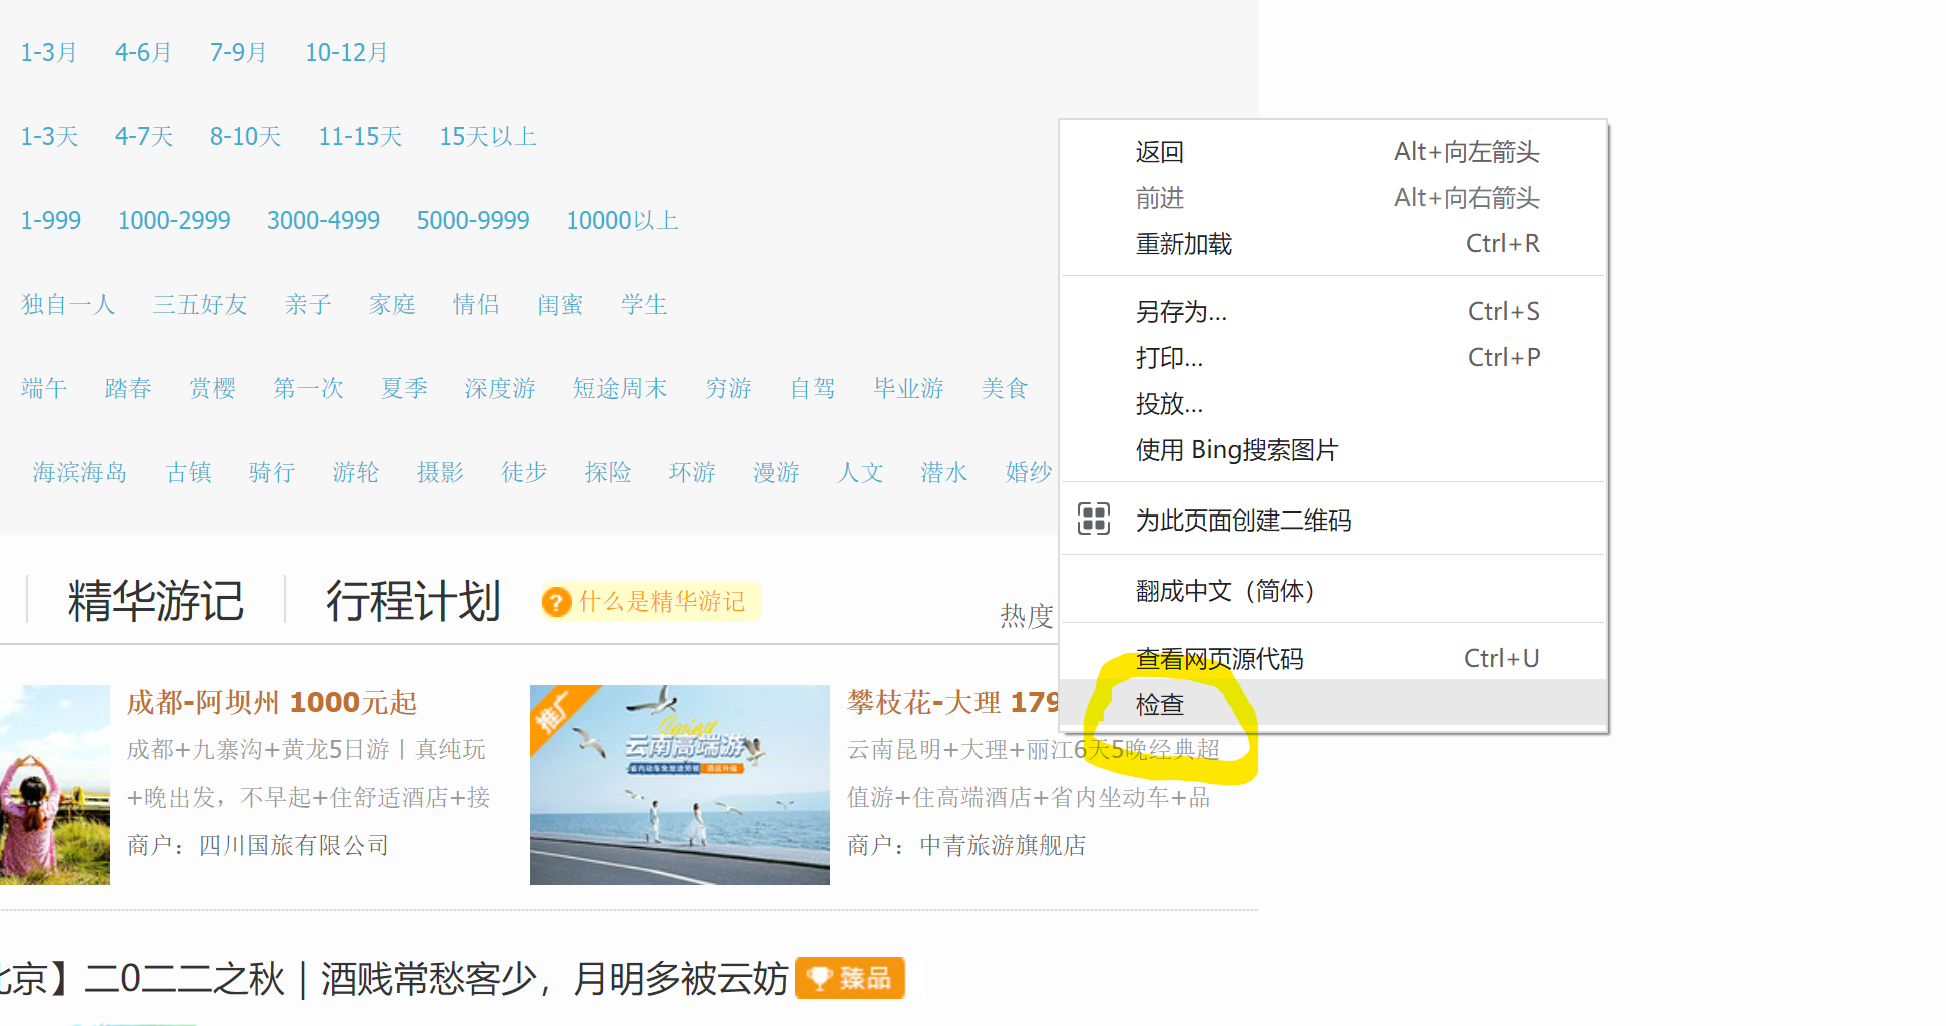 1-3月 4-6月 7-9月 10-12月
1-3天 4-7天 8-10天 11-15天 15天以上
1-999 1000-2999 3000-4999 5000-9999 10000以上
独自一人 三五好友 亲子 家庭 情侣 闺蜜 学生
端午 踏春 赏樱 第一次 夏季 深度游 短途周末 穷游 自驾 毕业游 美食
海滨海岛 古镇 骑行 游轮 摄影 徒步 探险 环游 漫游 人文 潜水 婚纱
返回 Alt+向左箭头
前进 Alt+向右箭头
重新加载 Ctrl+R
另存为... Ctrl+S
打印... Ctrl+P
投放...
使用 Bing搜索图片
为此页面创建二维码
翻成中文（简体）
查看网页源代码 Ctrl+U
检查
精华游记 行程计划 ? 什么是精华游记 热度
成都-阿坝州 1000元起
成都+九寨沟+黄龙5日游丨真纯玩
+晚出发，不早起+住舒适酒店+接
商户：四川国旅有限公司
推广
云南高端游
攀枝花-大理 179
云南昆明+大理+丽江6天5晚经典超
值游+住高端酒店+省内坐动车+品
商户：中青旅游旗舰店
北京】二0二二之秋｜酒贱常愁客少，月明多被云妨 臻品